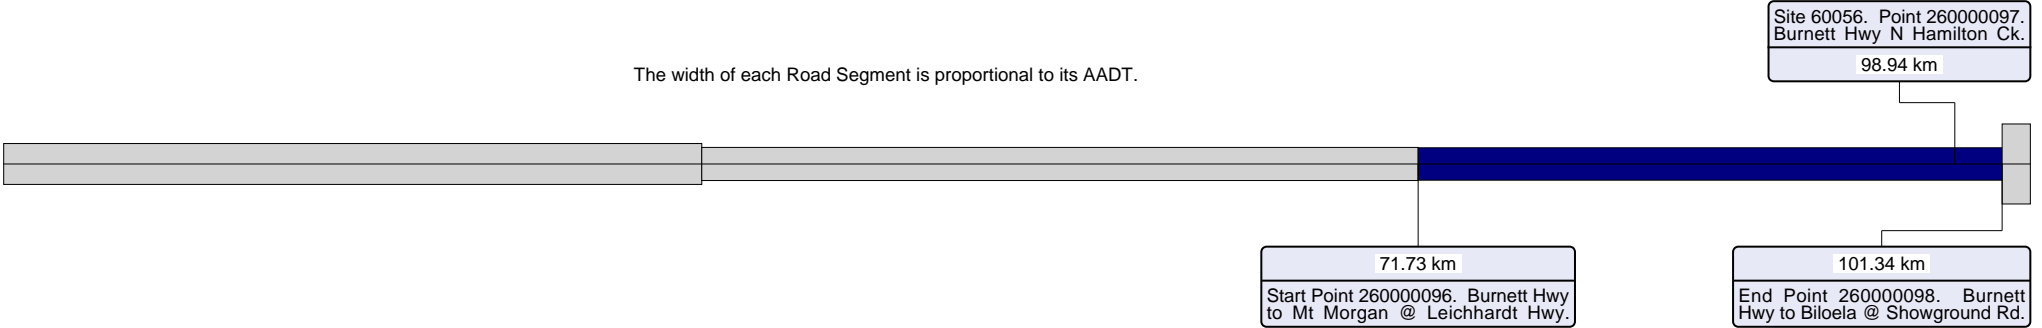 Site 60056. Point 260000097.
Burnett Hwy N Hamilton Ck.
98.94 km
The width of each Road Segment is proportional to its AADT.
71.73 km
Start Point 260000096. Burnett Hwy
to Mt Morgan @ Leichhardt Hwy.
101.34 km
End Point 260000098. Burnett
Hwy to Biloela @ Showground Rd.